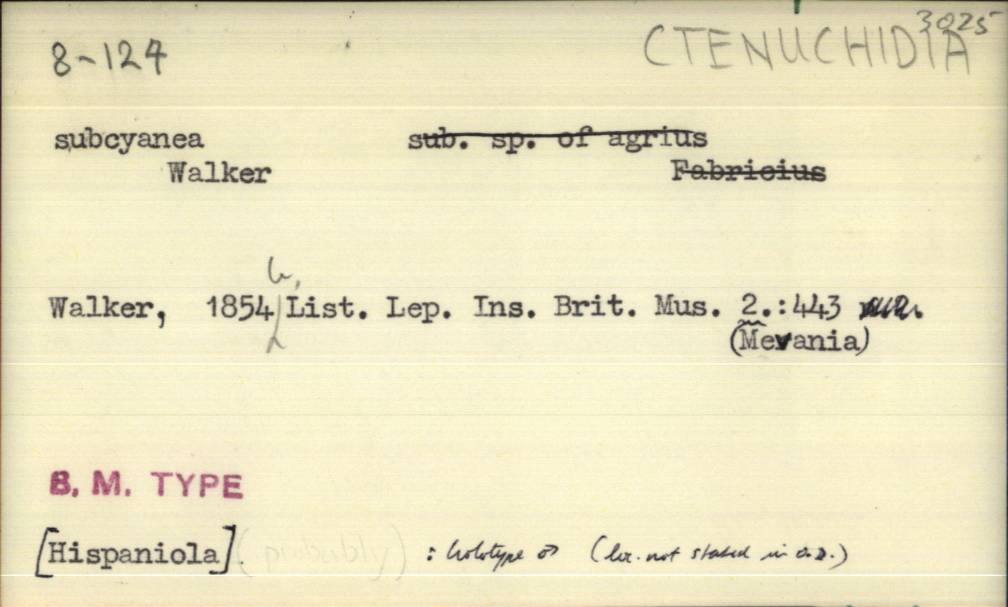 3025
8-124 CTENUCHIDIA
subcyanea sub. sp. of agrius
Walker Fabricius
Walker, 1854, List. Lep. Ins. Brit. Mus. 2.:443
(Mevania)
B. M. TYPE
[Hispaniola] : holotype ♂ (loc. not stated in o.d.)